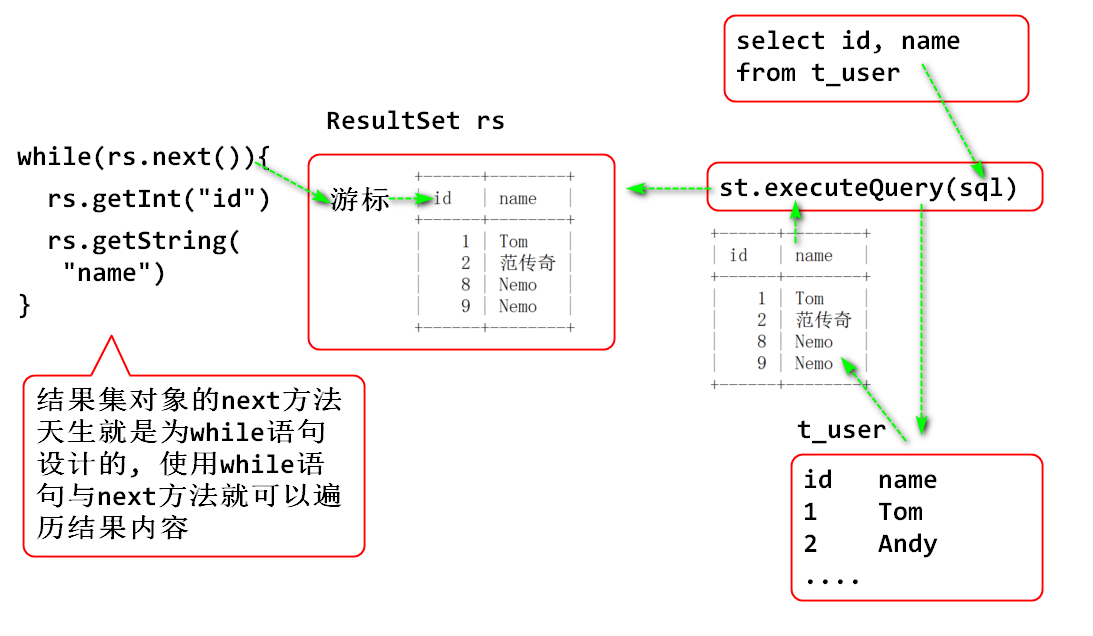 select id, name
from t_user
ResultSet rs
while(rs.next()){
rs.getInt("id")
rs.getString(
"name")
}
游标
+------+--------+
| id | name |
+------+--------+
| 1 | Tom |
| 2 | 范传奇 |
| 8 | Nemo |
| 9 | Nemo |
+------+--------+
st.executeQuery(sql)
+------+--------+
| id | name |
+------+--------+
| 1 | Tom |
| 2 | 范传奇 |
| 8 | Nemo |
| 9 | Nemo |
+------+--------+
结果集对象的next方法
天生就是为while语句
设计的, 使用while语
句与next方法就可以遍
历结果内容
t_user
id name
1 Tom
2 Andy
....